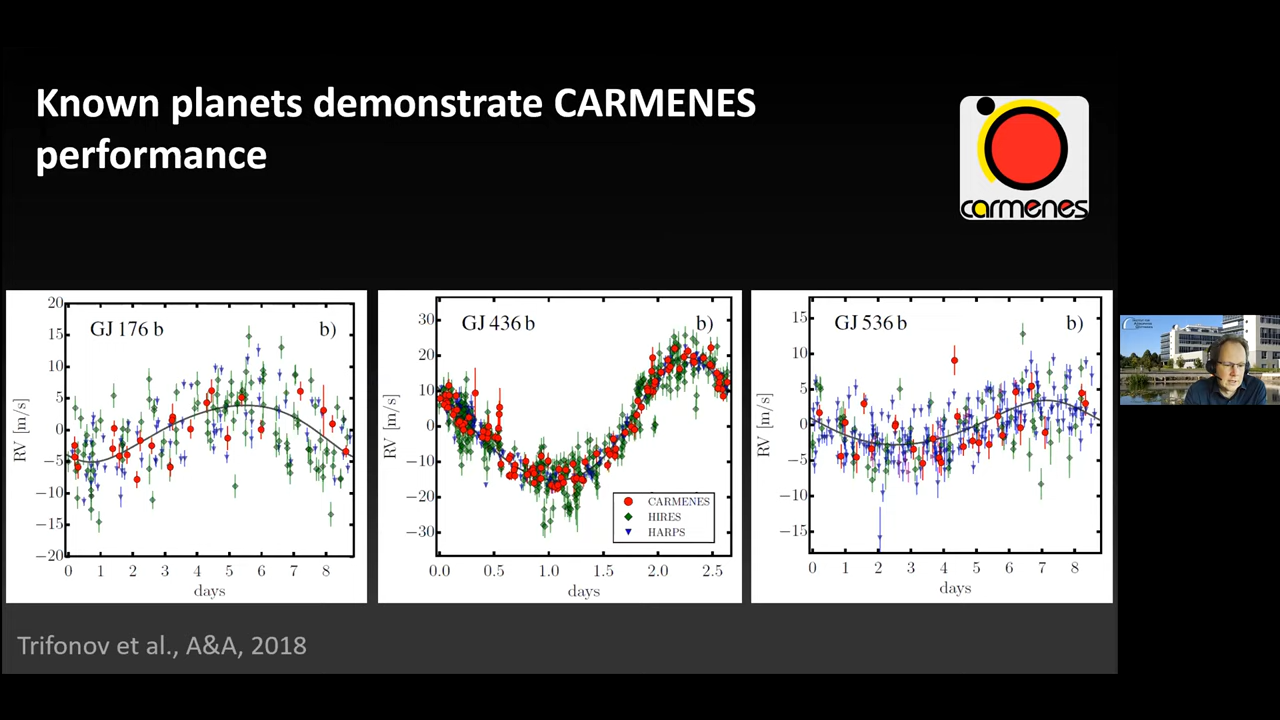 Known planets demonstrate CARMENES
performance
carmenes
GJ 176 b
b)
20
15
10
5
0
−5
−10
−15
−20
RV [m/s]
0 1 2 3 4 5 6 7 8
days
GJ 436 b
b)
30
20
10
0
−10
−20
−30
RV [m/s]
CARMENES
HIRES
HARPS
0.0 0.5 1.0 1.5 2.0 2.5
days
GJ 536 b
b)
15
10
5
0
−5
−10
−15
RV [m/s]
0 1 2 3 4 5 6 7 8
days
Trifonov et al., A&A, 2018